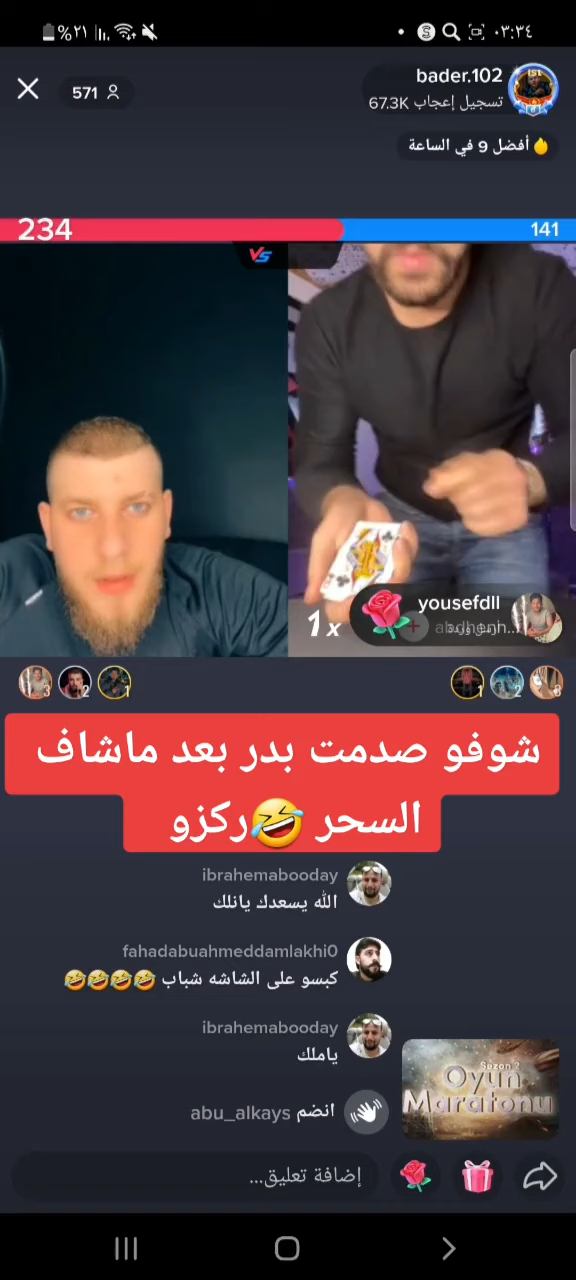 %٢١
٠٣:٣٤
bader.102
67.3K تسجيل إعجاب
571
أفضل 9 في الساعة
234
141
VS
1x
yousefdll
شوفو صدمت بدر بعد ماشاف
السحر 🤣ركزو
ibrahemabooday
الله يسعدك يانلك
fahadabuahmeddamlakhi0
كبسو على الشاشه شباب 🤣🤣🤣🤣
ibrahemabooday
ياملك
abu_alkays انضم
Sezon 2
Oyun
Maratonu
إضافة تعليق...